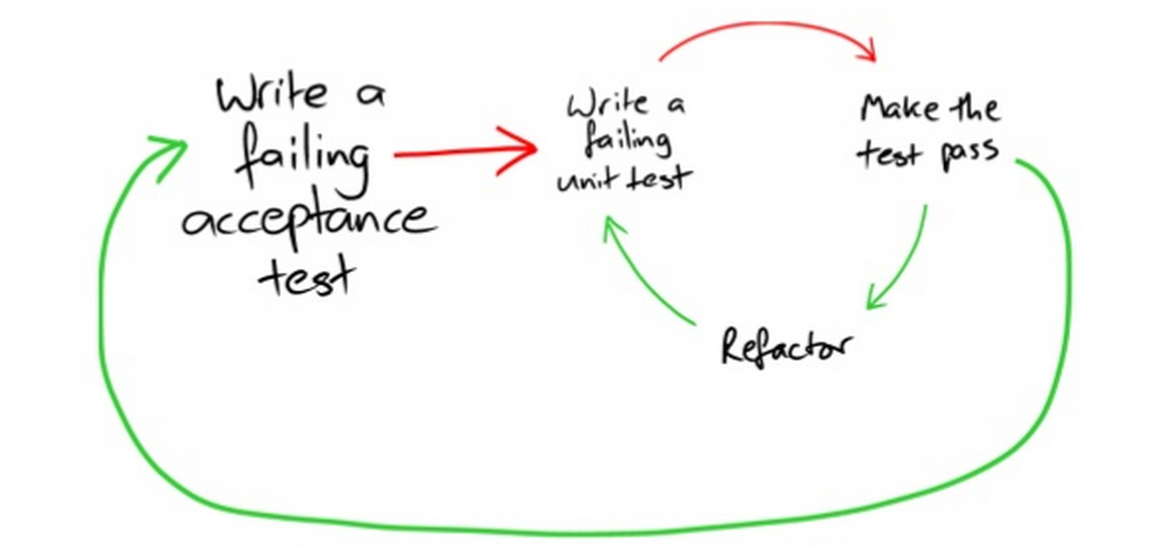 Write a
failing
acceptance
test
Write a
failing
unit test
Make the
test pass
Refactor